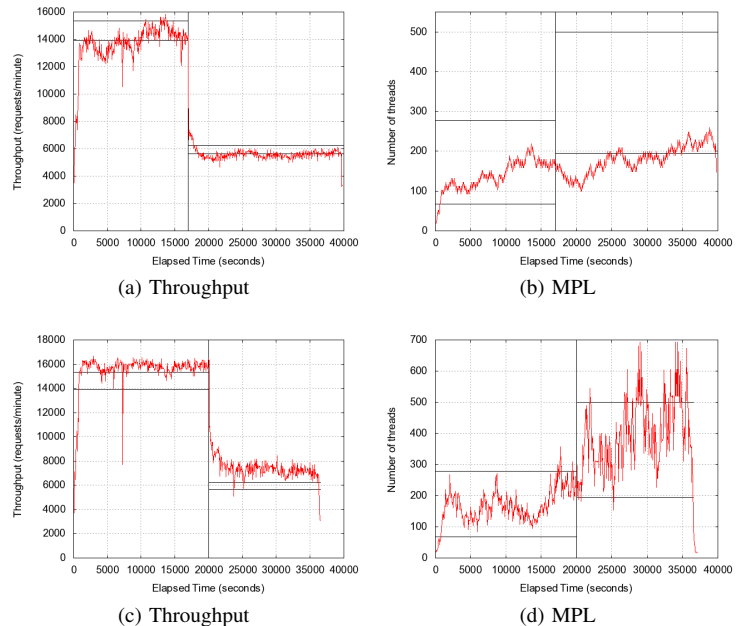 Throughput (requests/minute)
16000
14000
12000
10000
8000
6000
4000
2000
0
0 5000 10000 15000 20000 25000 30000 35000 40000
Elapsed Time (seconds)
(a) Throughput
Number of threads
500
400
300
200
100
0
0 5000 10000 15000 20000 25000 30000 35000 40000
Elapsed Time (seconds)
(b) MPL
Throughput (requests/minute)
18000
16000
14000
12000
10000
8000
6000
4000
2000
0
0 5000 10000 15000 20000 25000 30000 35000 40000
Elapsed Time (seconds)
(c) Throughput
Number of threads
700
600
500
400
300
200
100
0
0 5000 10000 15000 20000 25000 30000 35000 40000
Elapsed Time (seconds)
(d) MPL